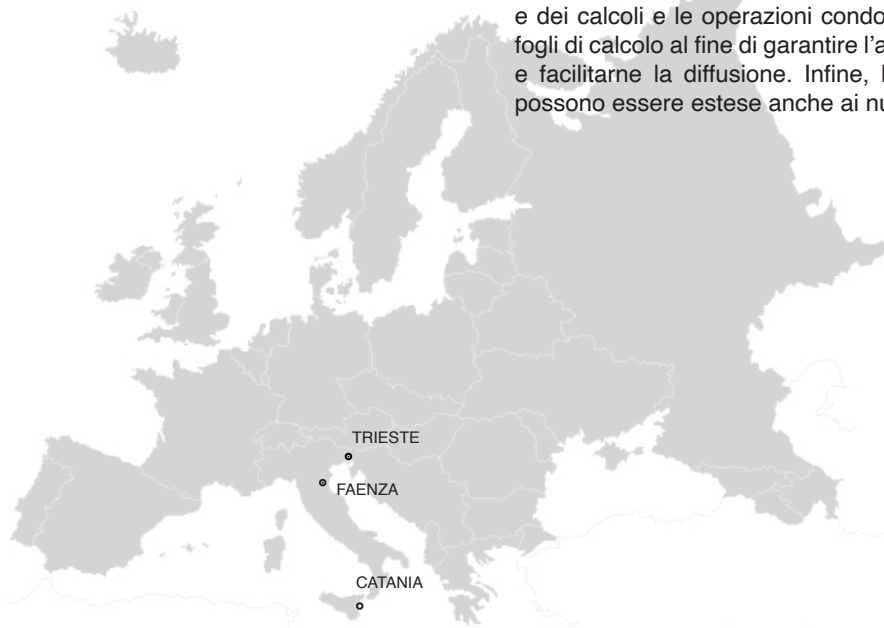 e dei calcoli e le operazioni condo
fogli di calcolo al fine di garantire l’a
e facilitarne la diffusione. Infine, l
possono essere estese anche ai nu
TRIESTE
FAENZA
CATANIA